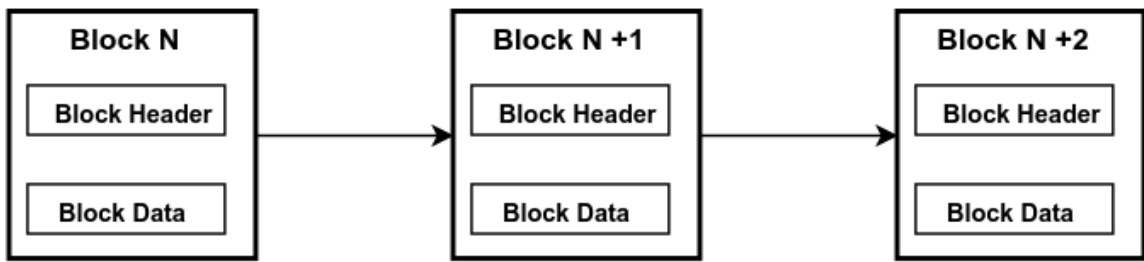 Block N
Block Header
Block Data
Block N +1
Block Header
Block Data
Block N +2
Block Header
Block Data